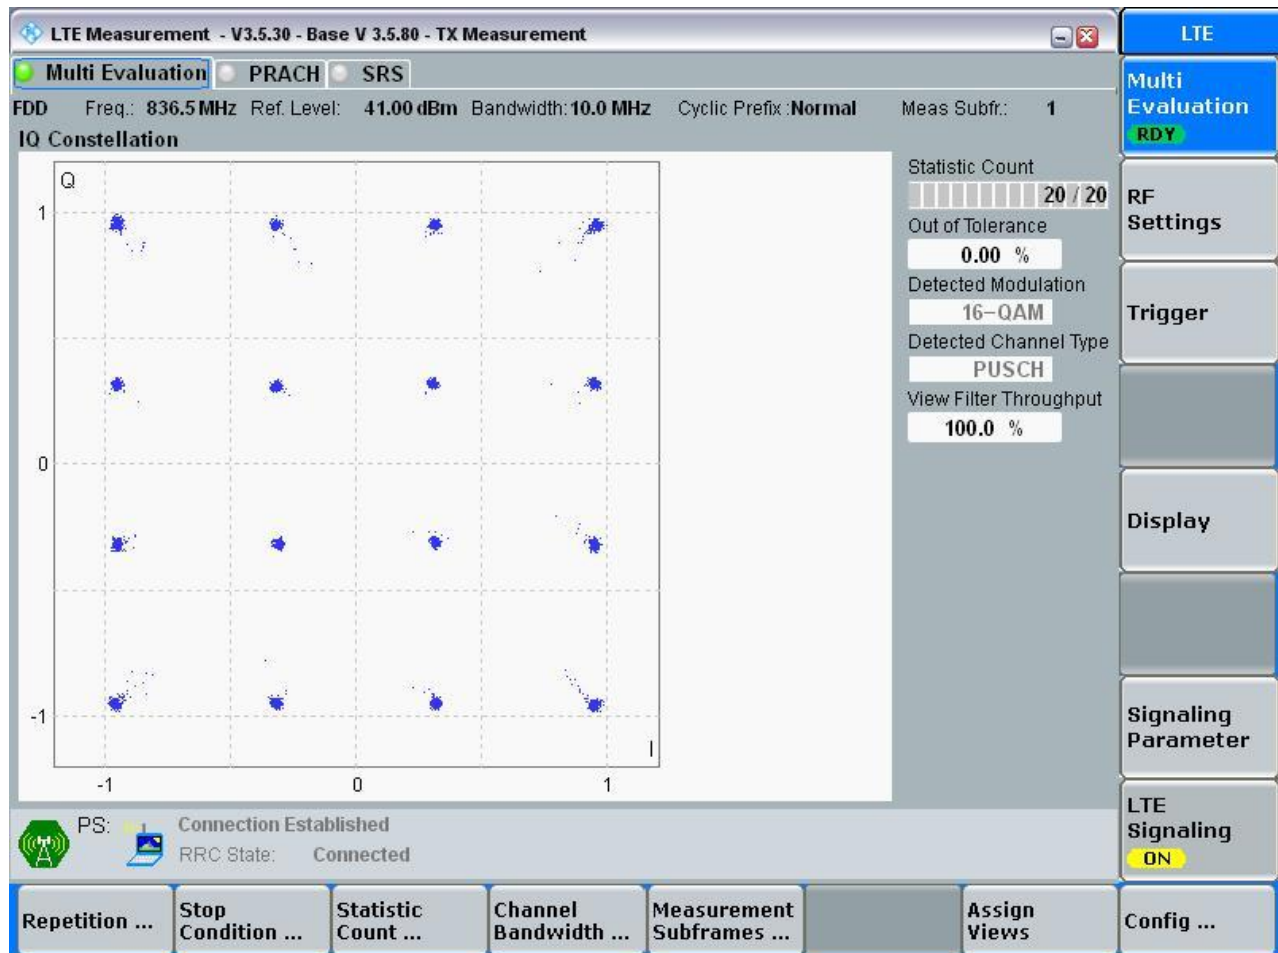 LTE Measurement - V3.5.30 - Base V 3.5.80 - TX Measurement
LTE
Multi Evaluation PRACH SRS
FDD Freq.: 836.5 MHz Ref. Level: 41.00 dBm Bandwidth: 10.0 MHz Cyclic Prefix :Normal Meas Subfr.: 1
IQ Constellation
Q
1
0
-1
-1 0 1
I
Statistic Count
20 / 20
Out of Tolerance
0.00 %
Detected Modulation
16-QAM
Detected Channel Type
PUSCH
View Filter Throughput
100.0 %
Multi
Evaluation
RDY
RF
Settings
Trigger
Display
Signaling
Parameter
LTE
Signaling
ON
PS: Connection Established
RRC State: Connected
Repetition ...
Stop
Condition ...
Statistic
Count ...
Channel
Bandwidth ...
Measurement
Subframes ...
Assign
Views
Config ...